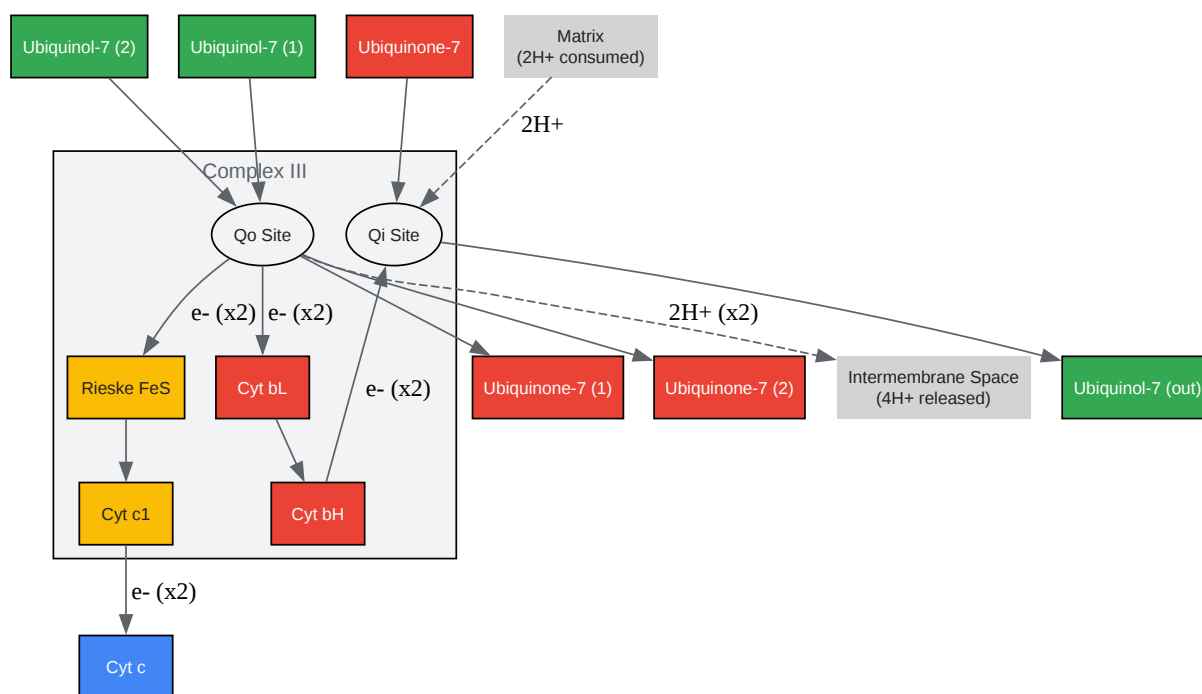 Ubiquinol-7 (2)
Ubiquinol-7 (1)
Ubiquinone-7
Matrix
(2H+ consumed)
2H+
Complex III
Qo Site
Qi Site
e- (x2)
e- (x2)
2H+ (x2)
Rieske FeS
Cyt bL
e- (x2)
Ubiquinone-7 (1)
Ubiquinone-7 (2)
Intermembrane Space
(4H+ released)
Ubiquinol-7 (out)
Cyt c1
Cyt bH
e- (x2)
Cyt c